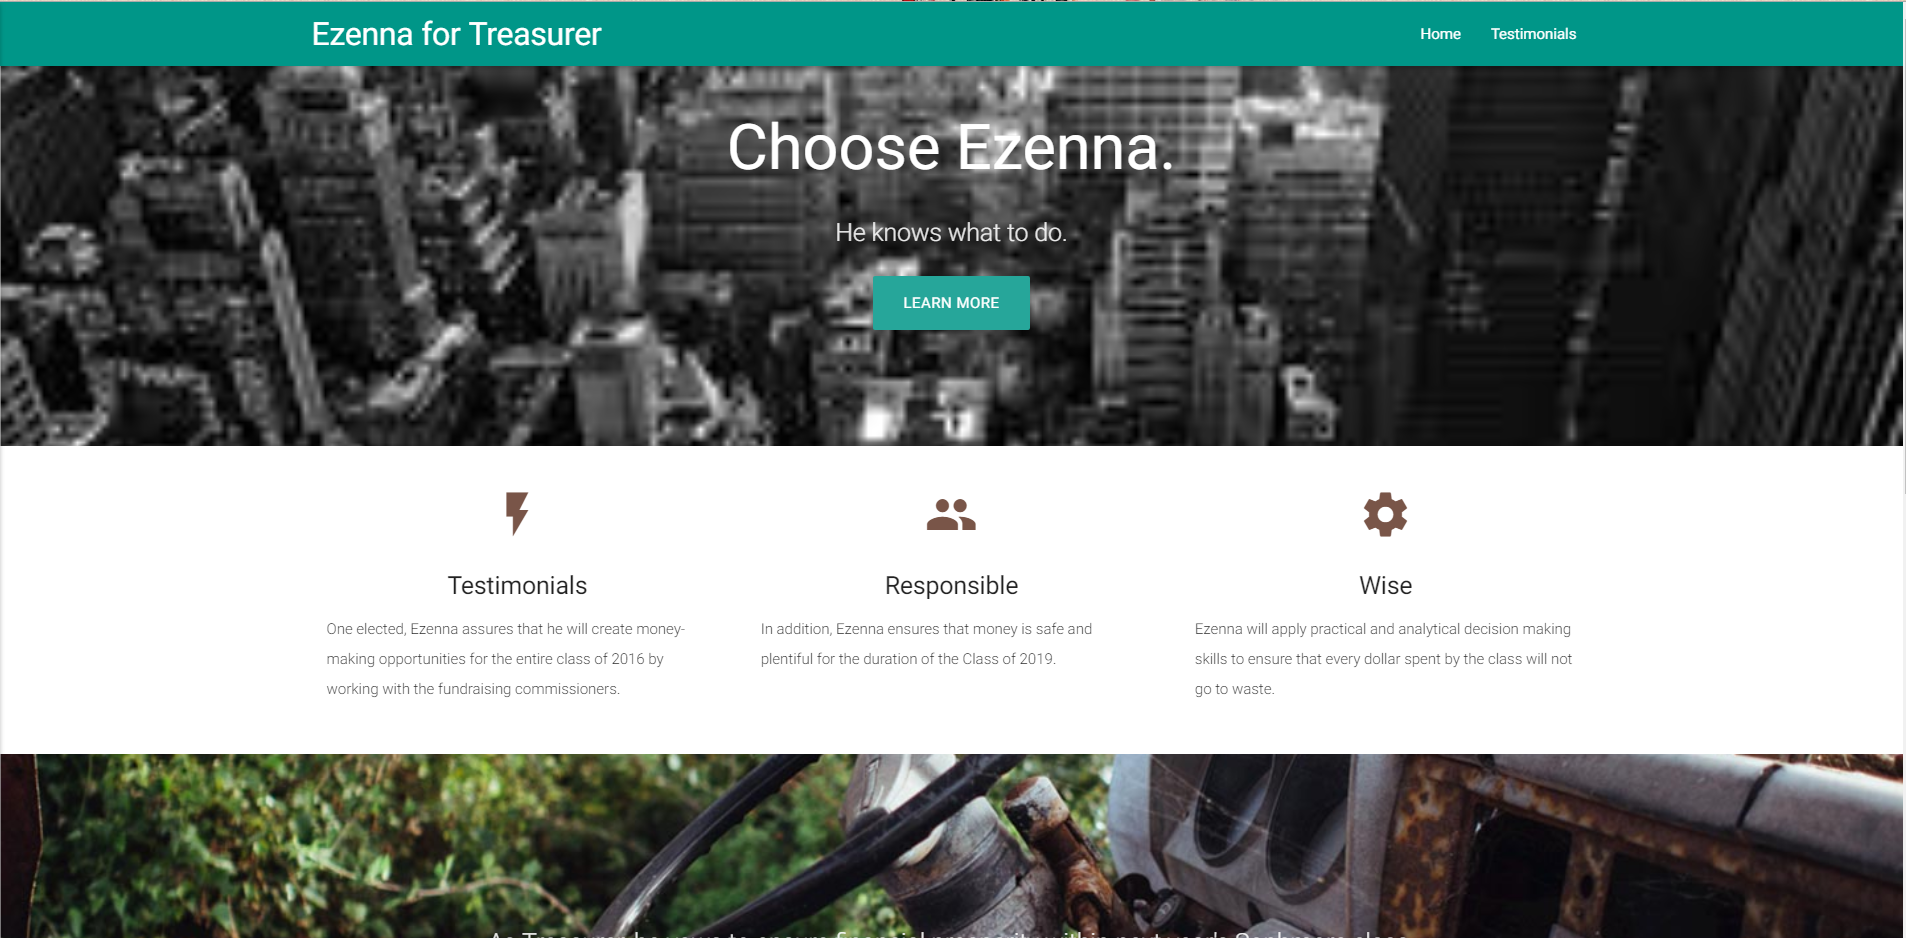 Ezenna for Treasurer
Home
Testimonials
Choose Ezenna.
He knows what to do.
LEARN MORE
Testimonials
One elected, Ezenna assures that he will create money-
making opportunities for the entire class of 2016 by
working with the fundraising commissioners.
Responsible
In addition, Ezenna ensures that money is safe and
plentiful for the duration of the Class of 2019.
Wise
Ezenna will apply practical and analytical decision making
skills to ensure that every dollar spent by the class will not
go to waste.